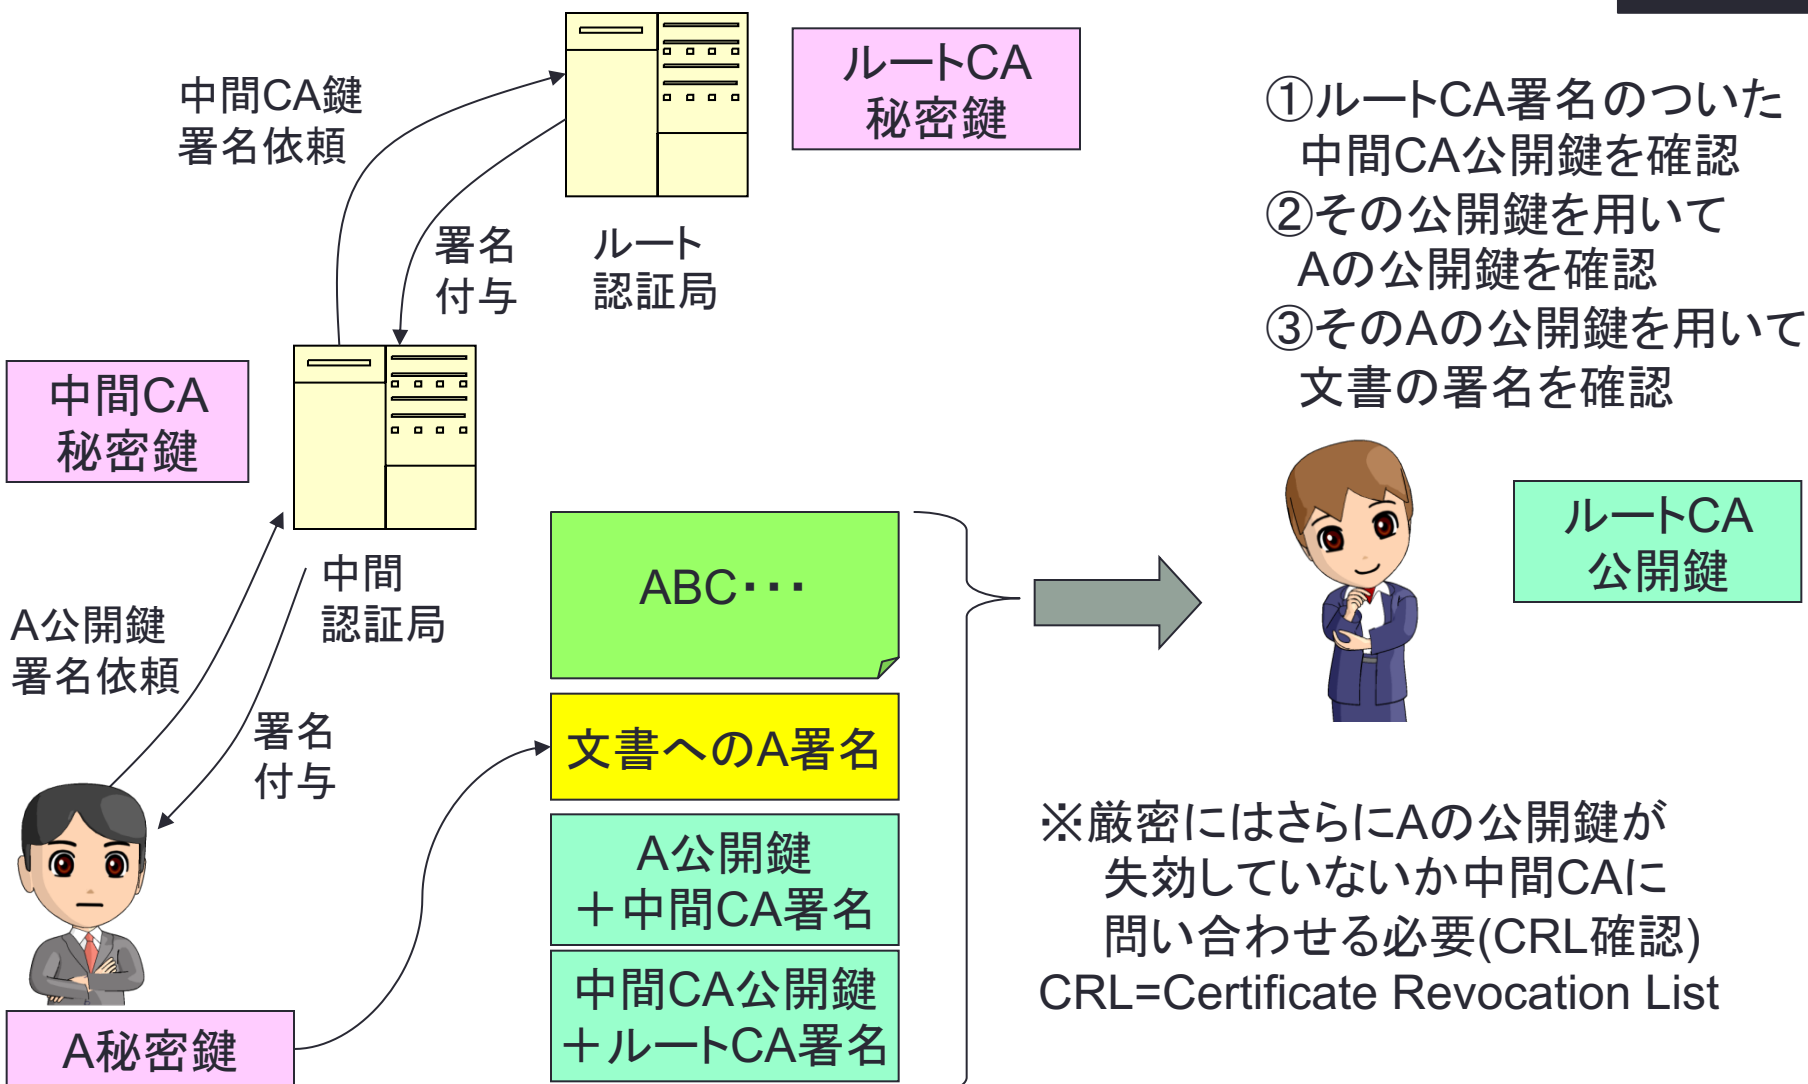 中間CA鍵
署名依頼
ルートCA
秘密鍵
署名
付与
ルート
認証局
①ルートCA署名のついた
中間CA公開鍵を確認
②その公開鍵を用いて
Aの公開鍵を確認
③そのAの公開鍵を用いて
文書の署名を確認
中間CA
秘密鍵
中間
認証局
A公開鍵
署名依頼
署名
付与
A秘密鍵
ABC・・・
文書へのA署名
A公開鍵
＋中間CA署名
中間CA公開鍵
＋ルートCA署名
ルートCA
公開鍵
※厳密にはさらにAの公開鍵が
失効していないか中間CAに
問い合わせる必要(CRL確認)
CRL=Certificate Revocation List